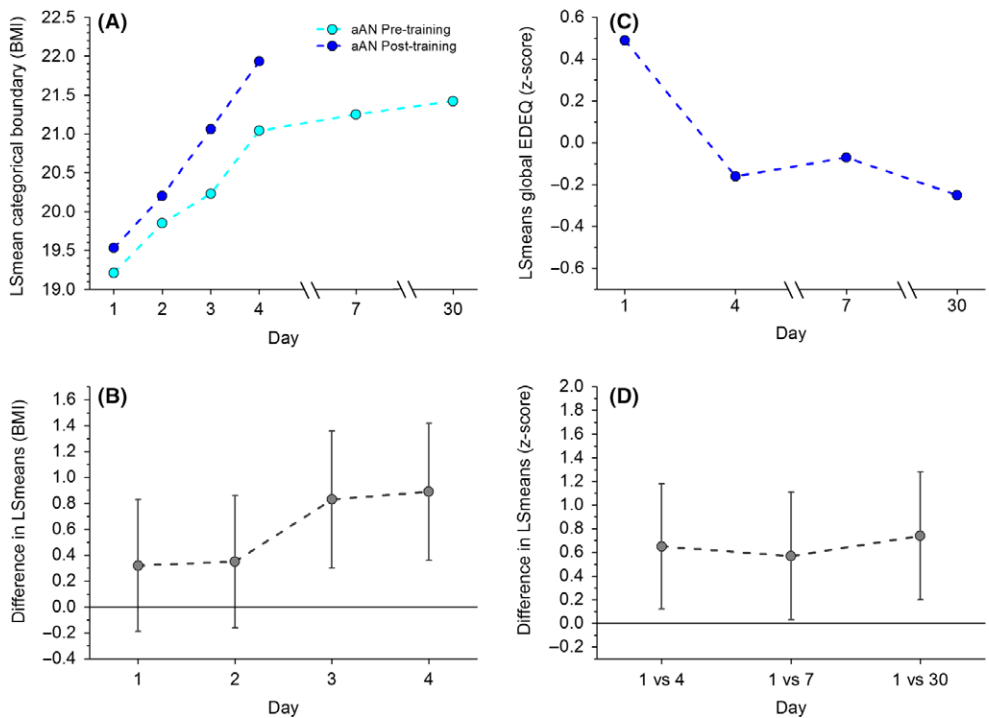 (A)
aAN Pre-training
aAN Post-training
LSmean categorical boundary (BMI)
22.5
22.0
21.5
21.0
20.5
20.0
19.5
19.0
1 2 3 4 7 30
Day
(C)
LSmeans global EDEQ (z-score)
0.6
0.4
0.2
0.0
–0.2
–0.4
–0.6
1 4 7 30
Day
(B)
Difference in LSmeans (BMI)
1.6
1.4
1.2
1.0
0.8
0.6
0.4
0.2
0.0
–0.2
–0.4
1 2 3 4
Day
(D)
Difference in LSmeans (z-score)
2.0
1.8
1.6
1.4
1.2
1.0
0.8
0.6
0.4
0.2
0.0
–0.2
1 vs 4 1 vs 7 1 vs 30
Day